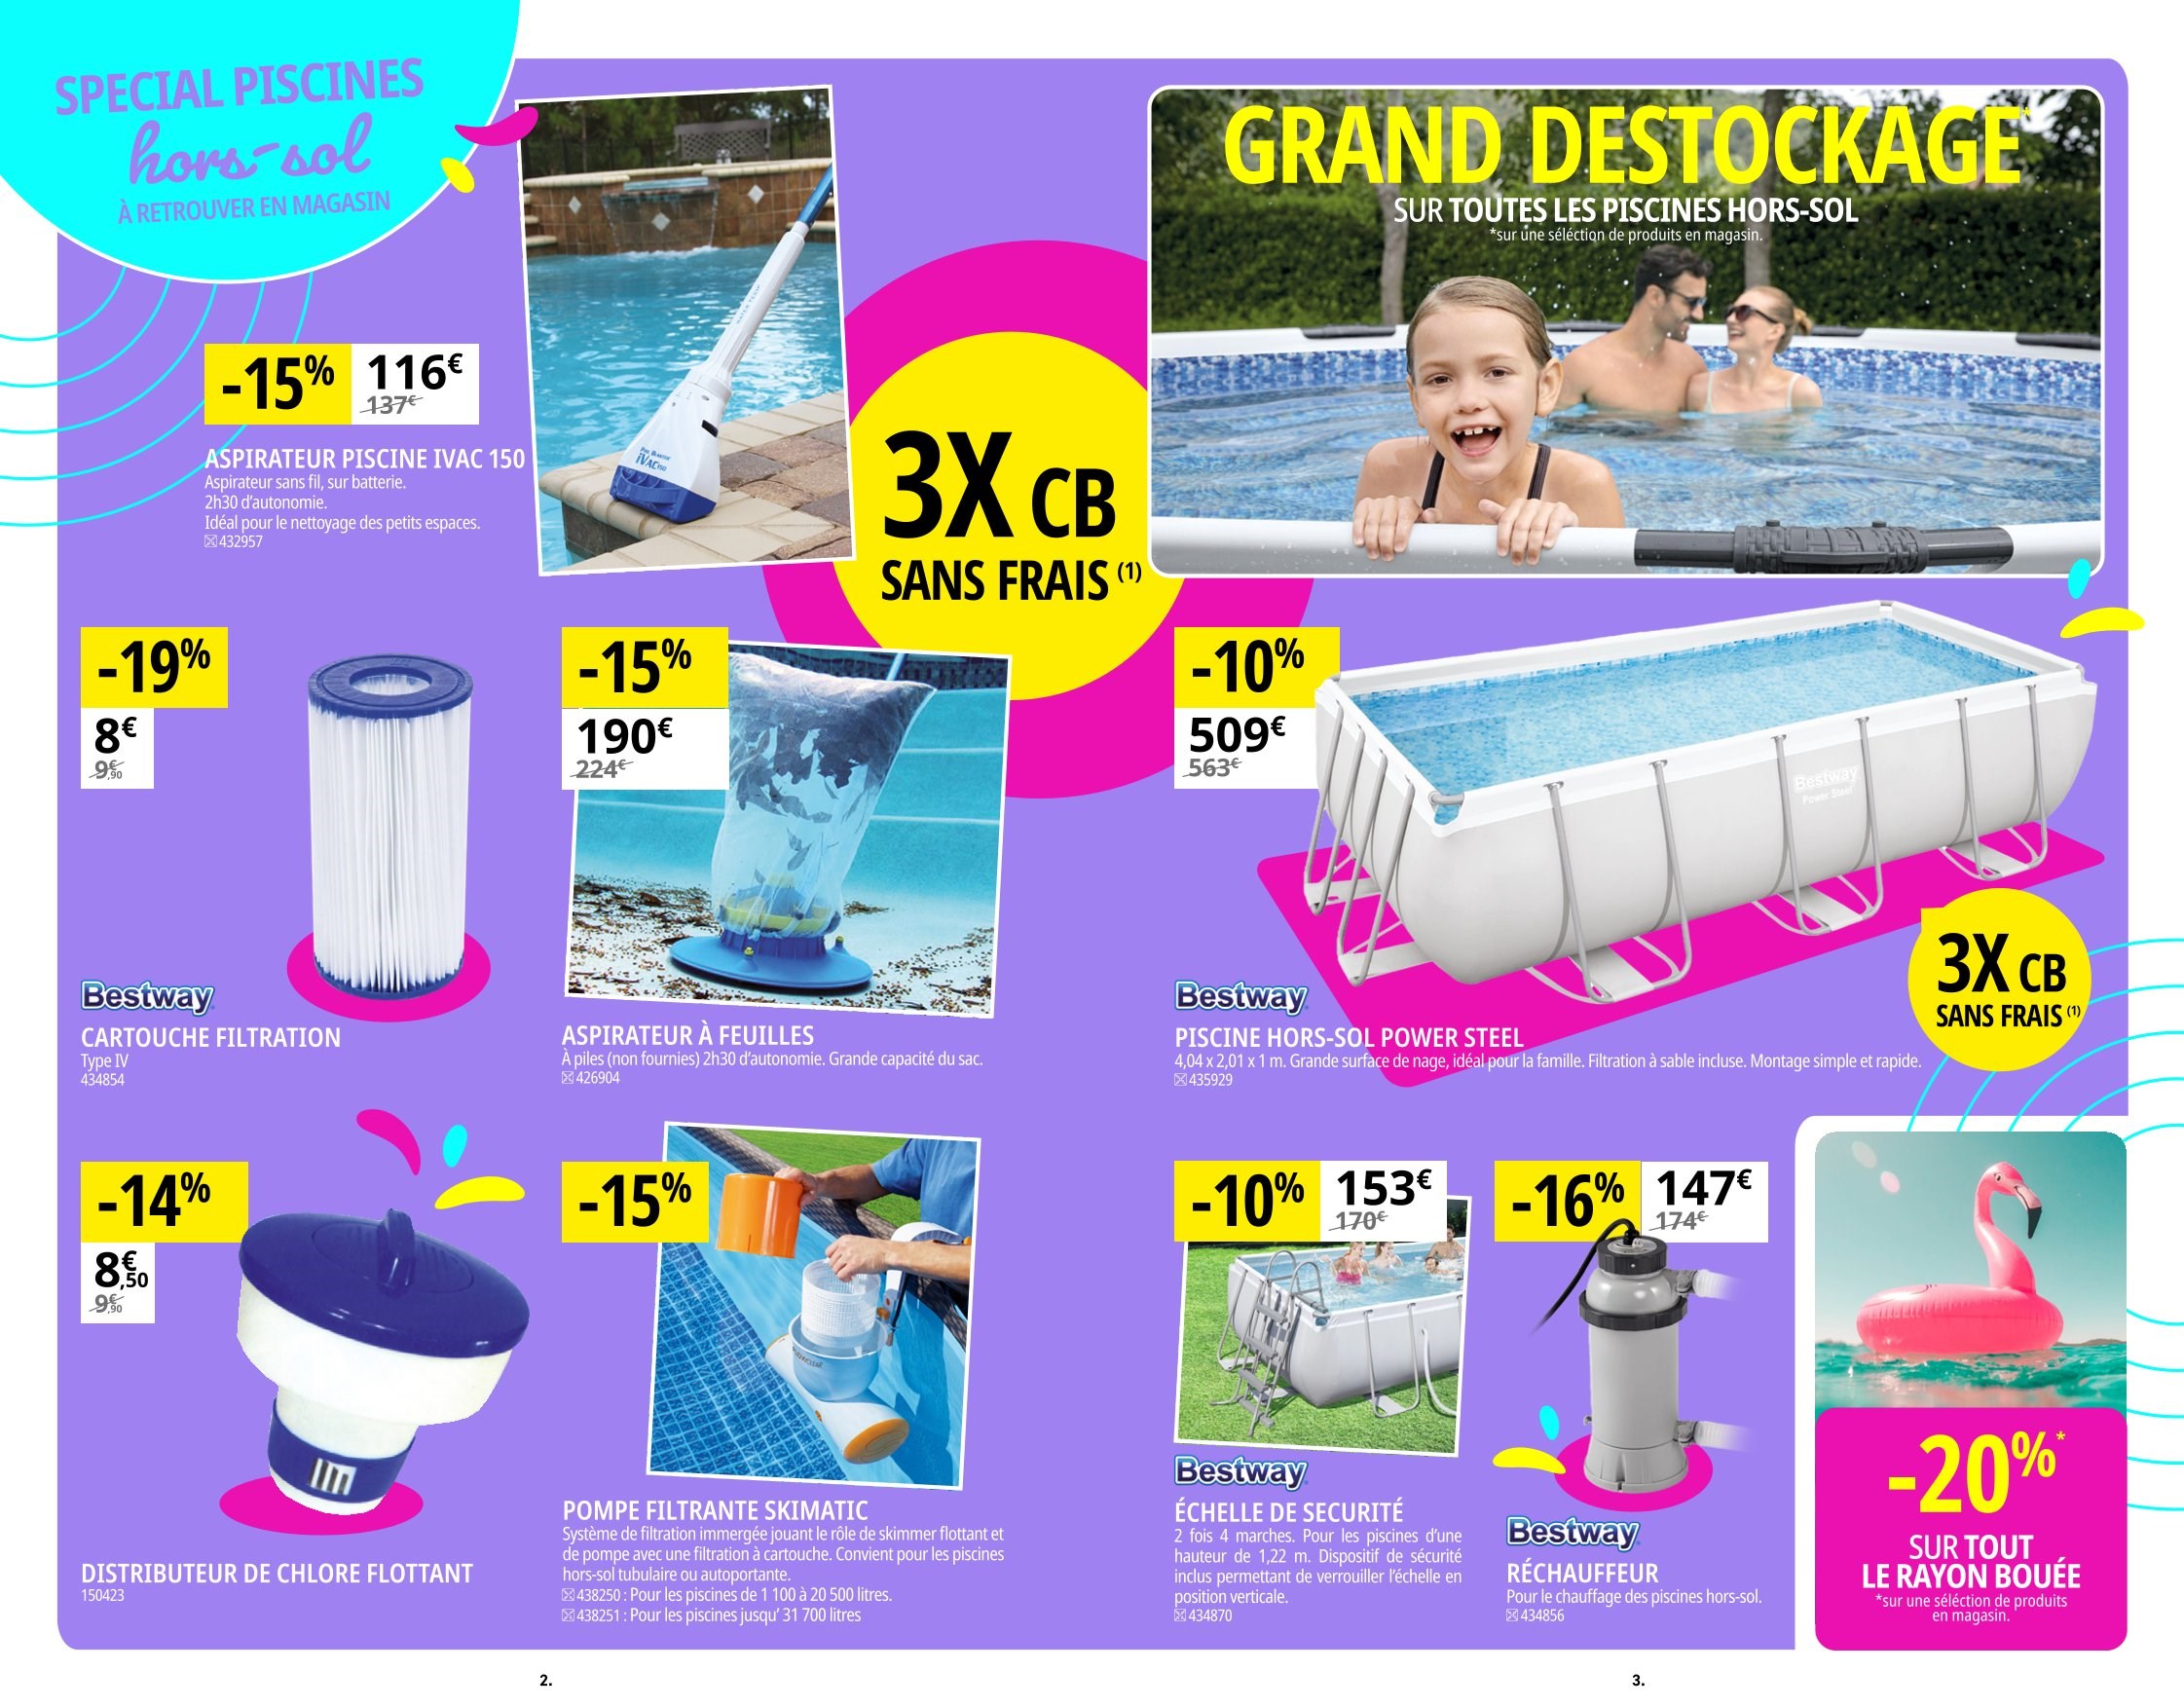 SPECIAL PISCINES
hors-sol
À RETROUVER EN MAGASIN
-15%
116€
137€
ASPIRATEUR PISCINE IVAC 150
Aspirateur sans fil, sur batterie.
2h30 d'autonomie.
Idéal pour le nettoyage des petits espaces.
432957
iVAC 150
3X CB
SANS FRAIS (1)
GRAND DESTOCKAGE*
SUR TOUTES LES PISCINES HORS-SOL
*sur une séléction de produits en magasin.
-19%
8€
9€,90
Bestway
CARTOUCHE FILTRATION
Type IV
434854
-15%
190€
224€
ASPIRATEUR À FEUILLES
À piles (non fournies) 2h30 d'autonomie. Grande capacité du sac.
426904
-10%
509€
563€
Bestway
Power Steel
3X CB
SANS FRAIS (1)
Bestway
PISCINE HORS-SOL POWER STEEL
4,04 x 2,01 x 1 m. Grande surface de nage, idéal pour la famille. Filtration à sable incluse. Montage simple et rapide.
435929
-14%
8€,50
9€,90
DISTRIBUTEUR DE CHLORE FLOTTANT
150423
-15%
POMPE FILTRANTE SKIMATIC
Système de filtration immergée jouant le rôle de skimmer flottant et
de pompe avec une filtration à cartouche. Convient pour les piscines
hors-sol tubulaire ou autoportante.
438250 : Pour les piscines de 1 100 à 20 500 litres.
438251 : Pour les piscines jusqu' 31 700 litres
-10%
153€
170€
Bestway
ÉCHELLE DE SECURITÉ
2 fois 4 marches. Pour les piscines d'une
hauteur de 1,22 m. Dispositif de sécurité
inclus permettant de verrouiller l'échelle en
position verticale.
434870
-16%
147€
174€
Bestway
RÉCHAUFFEUR
Pour le chauffage des piscines hors-sol.
434856
-20%*
SUR TOUT
LE RAYON BOUÉE
*sur une séléction de produits
en magasin.
2.
3.